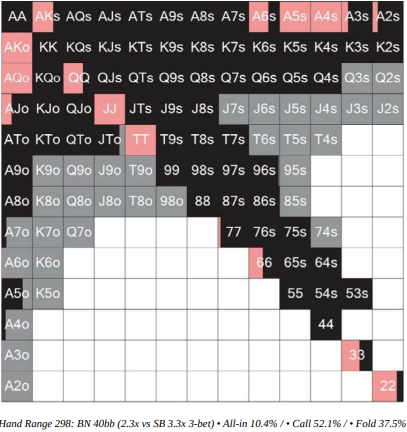 AA AKs AQs AJs ATs A9s A8s A7s A6s A5s A4s A3s A2s
AKo KK KQs KJs KTs K9s K8s K7s K6s K5s K4s K3s K2s
AQo KQo QQ QJs QTs Q9s Q8s Q7s Q6s Q5s Q4s Q3s Q2s
AJo KJo QJo JJ JTs J9s J8s J7s J6s J5s J4s J3s J2s
ATo KTo QTo JTo TT T9s T8s T7s T6s T5s T4s
A9o K9o Q9o J9o T9o 99 98s 97s 96s 95s
A8o K8o Q8o J8o T8o 98o 88 87s 86s 85s
A7o K7o Q7o 77 76s 75s 74s
A6o K6o 66 65s 64s
A5o K5o 55 54s 53s
A4o 44
A3o 33
A2o 22
Hand Range 298: BN 40bb (2.3x vs SB 3.3x 3-bet) • All-in 10.4% / • Call 52.1% / • Fold 37.5%